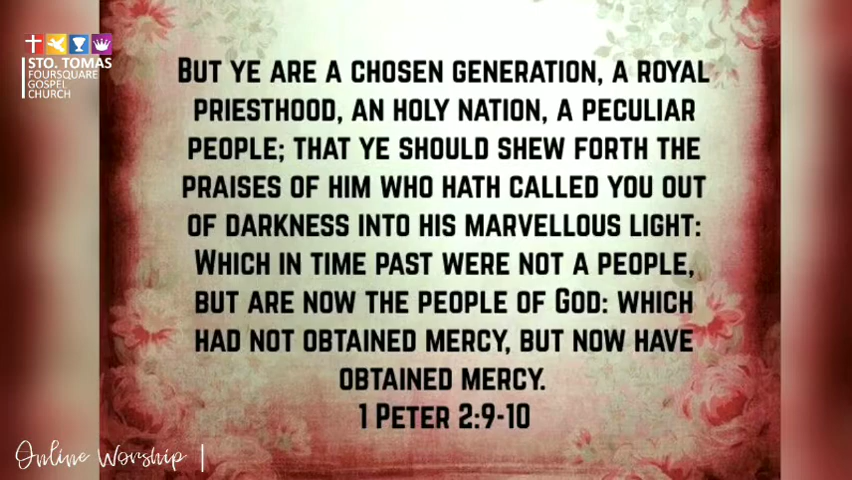 STO. TOMAS
FOURSQUARE
GOSPEL
CHURCH
BUT YE ARE A CHOSEN GENERATION, A ROYAL
PRIESTHOOD, AN HOLY NATION, A PECULIAR
PEOPLE; THAT YE SHOULD SHEW FORTH THE
PRAISES OF HIM WHO HATH CALLED YOU OUT
OF DARKNESS INTO HIS MARVELLOUS LIGHT:
WHICH IN TIME PAST WERE NOT A PEOPLE,
BUT ARE NOW THE PEOPLE OF GOD: WHICH
HAD NOT OBTAINED MERCY, BUT NOW HAVE
OBTAINED MERCY.
1 PETER 2:9-10
Online Worship |